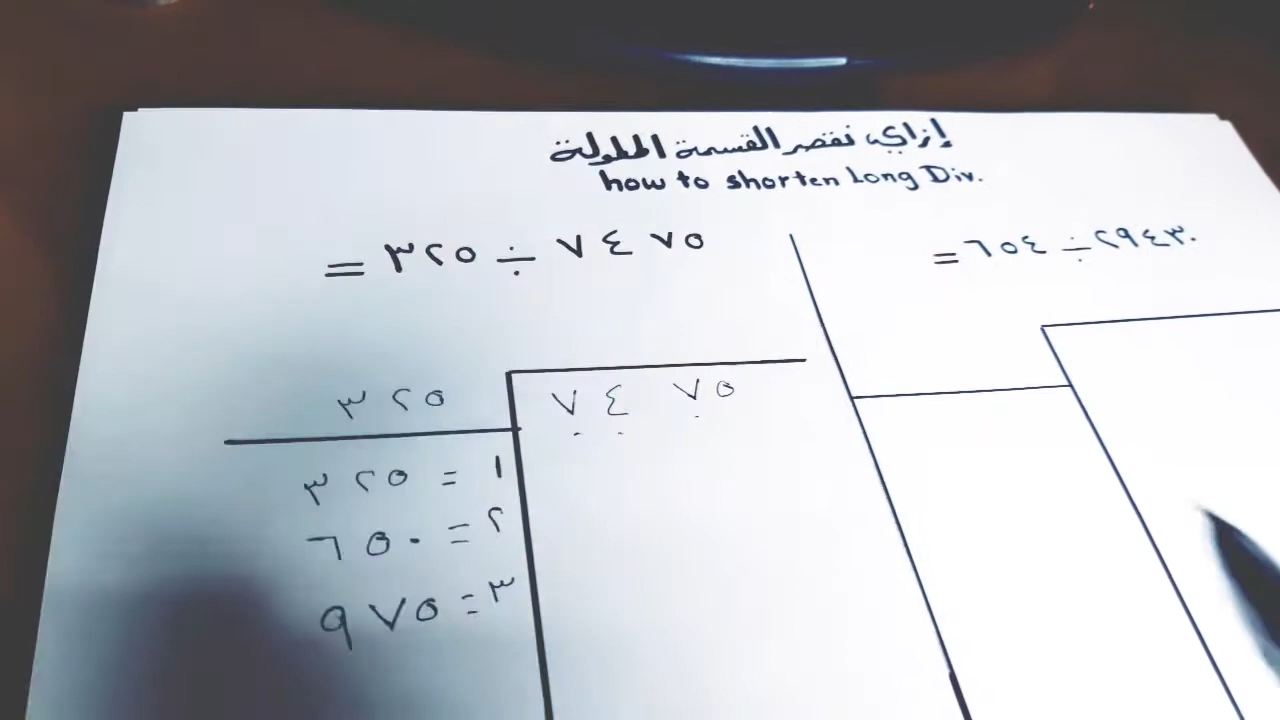 إزاي نقصر القسمة المطولة
how to shorten Long Div.
٧٤٧٥ ÷ ٣٢٥ =
٢٩٤٣٠ ÷ ٦٥٤ =
٧٤٧٥
٣٢٥
١ = ٣٢٥
٢ = ٦٥٠
٣ = ٩٧٥